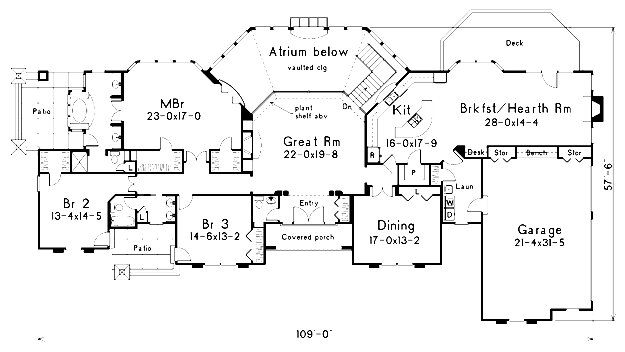 Deck
Atrium below
vaulted clg
Patio
MBr
23-0x17-0
plant
shelf abv
Dn
Kit
16-0x17-9
Brkfst/Hearth Rm
28-0x14-4
Great Rm
22-0x19-8
R
P
Desk
Stor
Bench
Stor
57'-6"
L
Br 2
13-4x14-5
L
Br 3
14-6x13-2
Entry
Covered porch
L
L
Dining
17-0x13-2
Laun
W
D
Garage
21-4x31-5
Patio
109'-0"